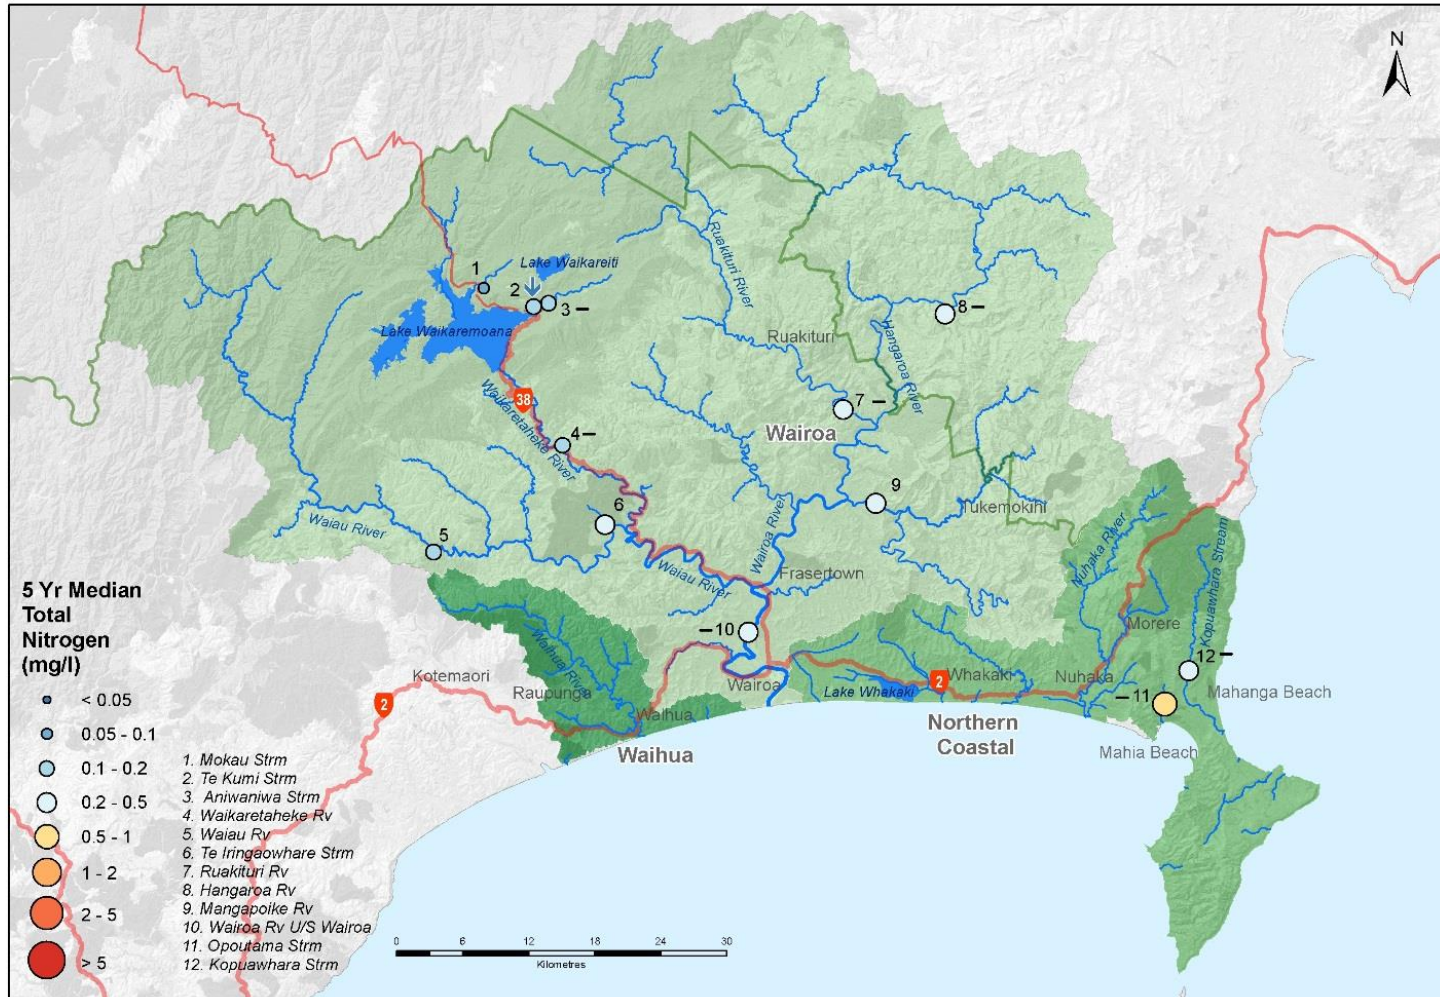 N
1
Lake Waikareiti
2
3 –
Lake Waikaremoana
Ruakituri River
8 –
Ruakituri
Hangaroa River
38
Waikaretaheke River
7 –
Wairoa
4 –
9
6
Tukemokihi
Waiau River
5
Wairoa River
Nuhaka River
Kopuawhara Stream
Frasertown
Waiau River
– 10
Morere
Waihua River
12 –
Kotemaori
Raupunga
Wairoa
Whakaki
Nuhaka
Lake Whakaki
2
– 11
Mahanga Beach
2
Waihua
Northern
Coastal
Mahia Beach
Waihua
5 Yr Median
Total
Nitrogen
(mg/l)
< 0.05
0.05 - 0.1
0.1 - 0.2
0.2 - 0.5
0.5 - 1
1 - 2
2 - 5
> 5
1. Mokau Strm
2. Te Kumi Strm
3. Aniwaniwa Strm
4. Waikaretaheke Rv
5. Waiau Rv
6. Te Iringaowhare Strm
7. Ruakituri Rv
8. Hangaroa Rv
9. Mangapoike Rv
10. Wairoa Rv U/S Wairoa
11. Opoutama Strm
12. Kopuawhara Strm
0 6 12 18 24 30
Kilometres